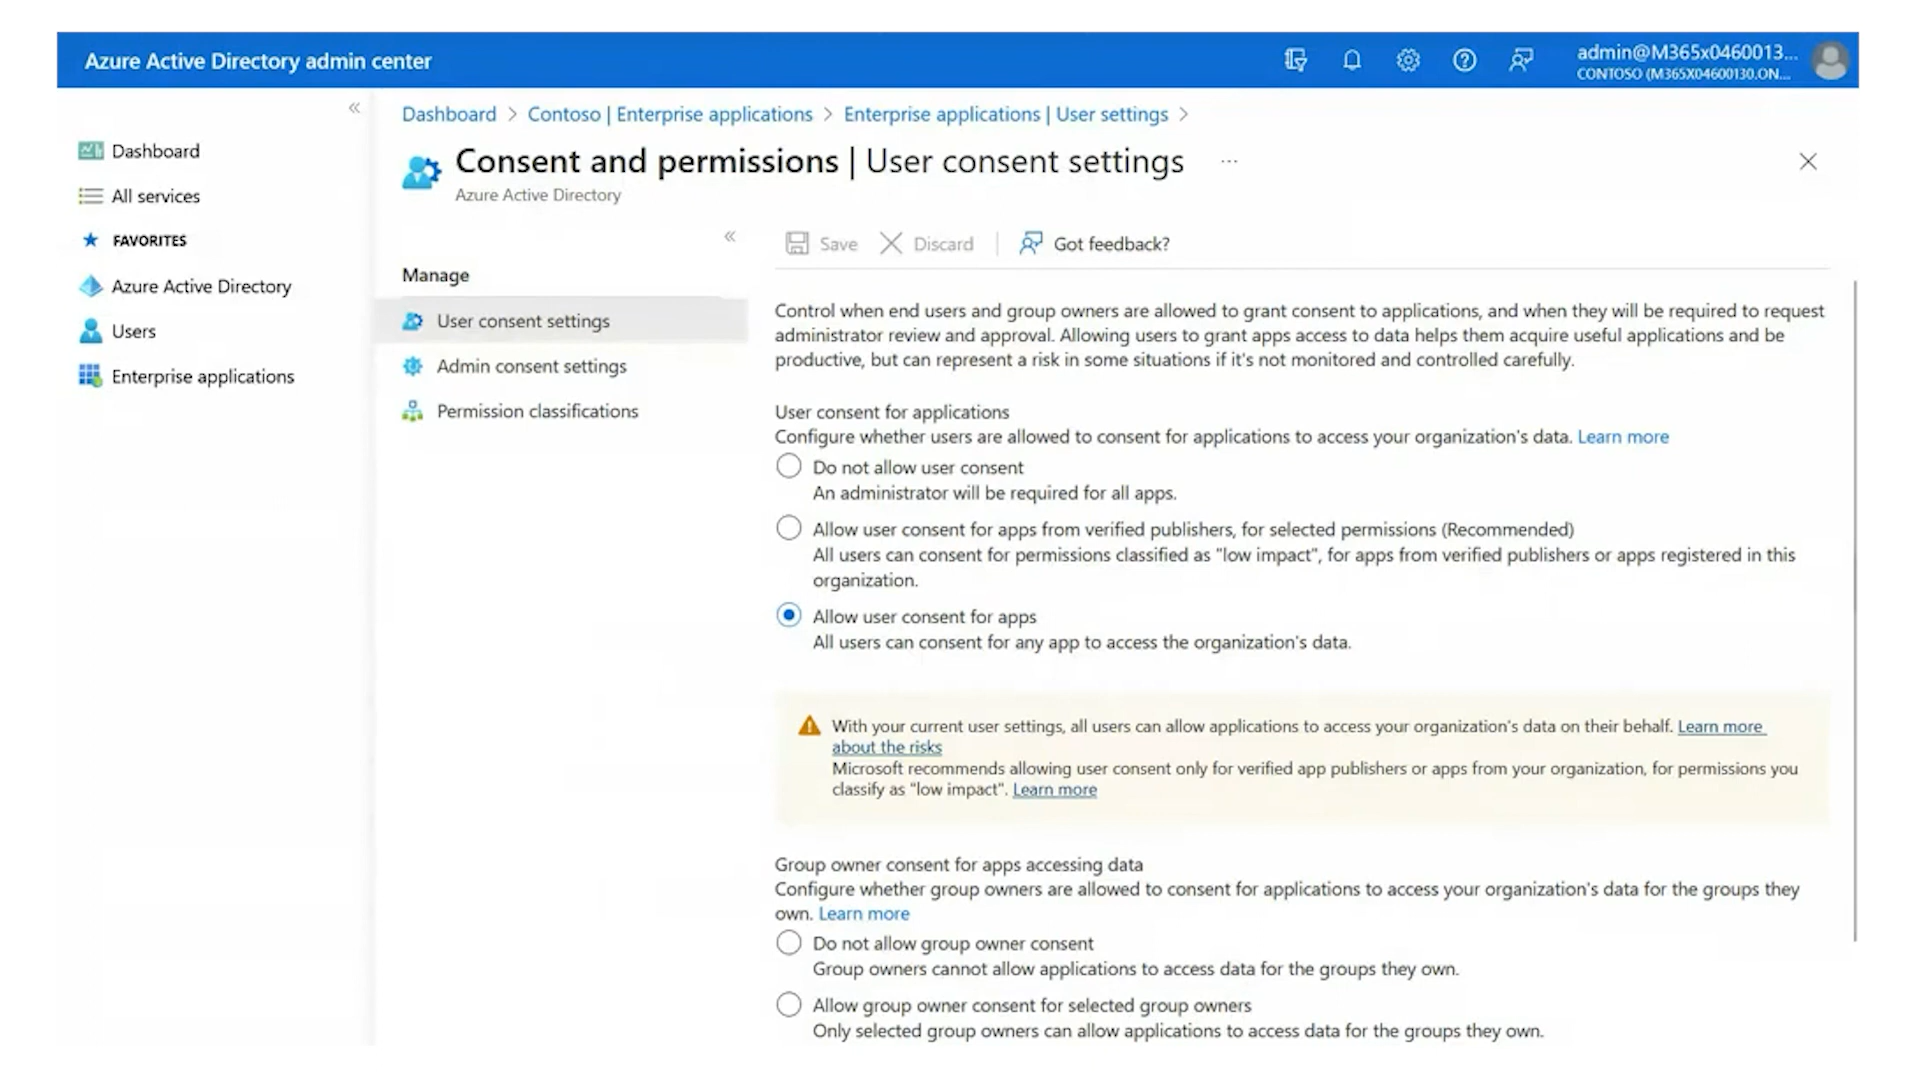 Azure Active Directory admin center
admin@M365x0460013...
CONTOSO (M365X04600130.ON...
Dashboard
All services
FAVORITES
Azure Active Directory
Users
Enterprise applications
Dashboard > Contoso | Enterprise applications > Enterprise applications | User settings >
Consent and permissions | User consent settings ...
Azure Active Directory
Manage
User consent settings
Admin consent settings
Permission classifications
Save Discard | Got feedback?
Control when end users and group owners are allowed to grant consent to applications, and when they will be required to request
administrator review and approval. Allowing users to grant apps access to data helps them acquire useful applications and be
productive, but can represent a risk in some situations if it's not monitored and controlled carefully.
User consent for applications
Configure whether users are allowed to consent for applications to access your organization's data. Learn more
Do not allow user consent
An administrator will be required for all apps.
Allow user consent for apps from verified publishers, for selected permissions (Recommended)
All users can consent for permissions classified as "low impact", for apps from verified publishers or apps registered in this
organization.
Allow user consent for apps
All users can consent for any app to access the organization's data.
With your current user settings, all users can allow applications to access your organization's data on their behalf. Learn more
about the risks
Microsoft recommends allowing user consent only for verified app publishers or apps from your organization, for permissions you
classify as "low impact". Learn more
Group owner consent for apps accessing data
Configure whether group owners are allowed to consent for applications to access your organization's data for the groups they
own. Learn more
Do not allow group owner consent
Group owners cannot allow applications to access data for the groups they own.
Allow group owner consent for selected group owners
Only selected group owners can allow applications to access data for the groups they own.